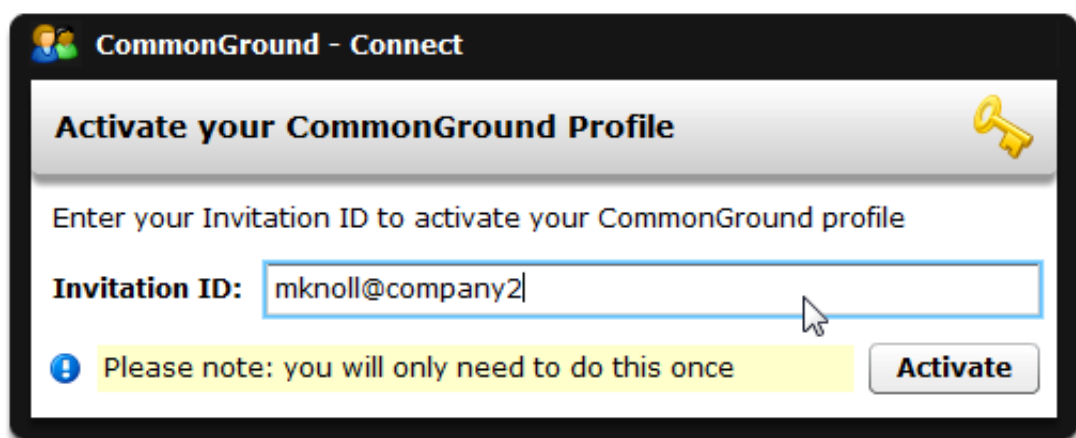 CommonGround - Connect
Activate your CommonGround Profile
Enter your Invitation ID to activate your CommonGround profile
Invitation ID: mknoll@company2
Please note: you will only need to do this once Activate